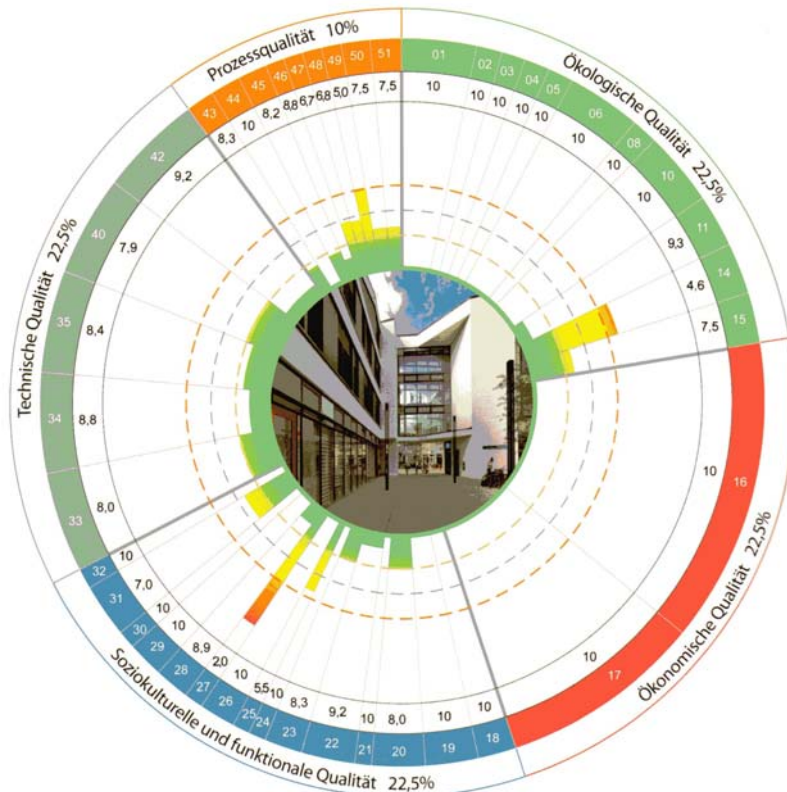 Prozessqualität 10%
43 44 45 46 47 48 49 50 51
8,3 10 8,2 8,8 6,7 6,8 5,0 7,5 7,5
Ökologische Qualität 22,5%
01 02 03 04 05 06 08 10 11 14 15
10 10 10 10 10 10 10 10 9,3 4,6 7,5
Ökonomische Qualität 22,5%
16 17
10 10
Soziokulturelle und funktionale Qualität 22,5%
32 31 30 29 28 27 26 25 24 23 22 21 20 19 18
10 7,0 10 10 8,9 2,0 10 5,5 10 8,3 9,2 10 8,0 10 10
Technische Qualität 22,5%
33 34 35 40 42
8,0 8,8 8,4 7,9 9,2